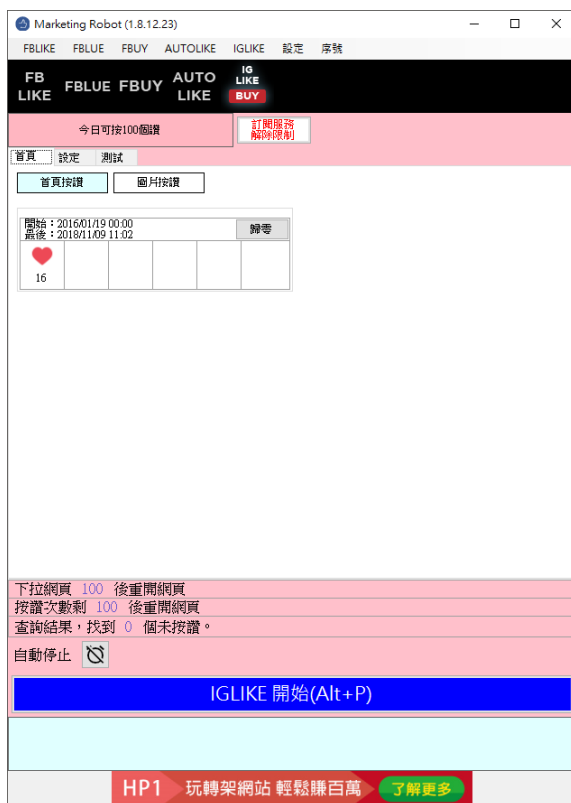 Marketing Robot (1.8.12.23)
FBLIKE FBLUE FBUY AUTOLIKE IGLIKE 設定 序號
FB LIKE FBLUE FBUY AUTO LIKE IG LIKE BUY
今日可按100個讚
訂閱服務
解除限制
首頁 設定 測試
首頁按讚 圖片按讚
開始：2016/01/19 00:00
最後：2018/11/09 11:02
歸零
16
下拉網頁 100 後重開網頁
按讚次數剩 100 後重開網頁
查詢結果，找到 0 個未按讚。
自動停止
IGLIKE 開始(Alt+P)
HP1 玩轉架網站 輕鬆賺百萬 了解更多